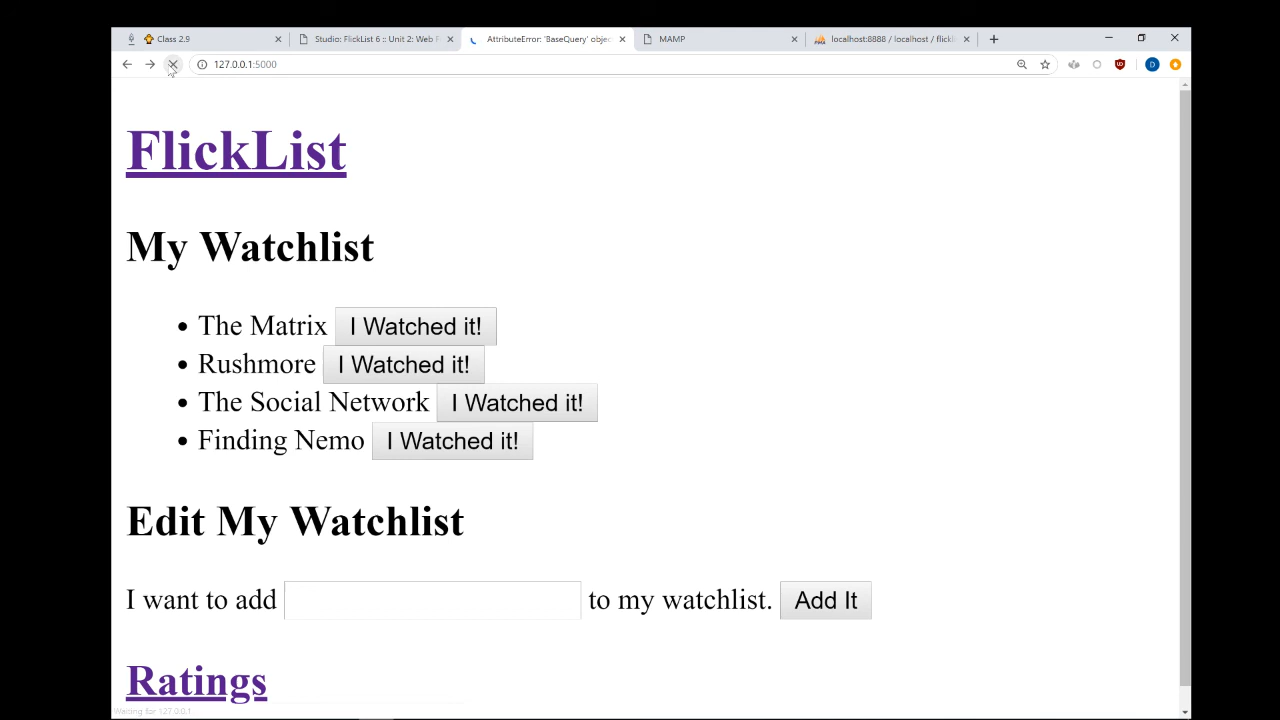 Class 2.9
Studio: FlickList 6 :: Unit 2: Web F
AttributeError: 'BaseQuery' objec
MAMP
localhost:8888 / localhost / flickli
127.0.0.1:5000
FlickList
My Watchlist
The Matrix I Watched it!
Rushmore I Watched it!
The Social Network I Watched it!
Finding Nemo I Watched it!
Edit My Watchlist
I want to add to my watchlist. Add It
Ratings
Waiting for 127.0.0.1